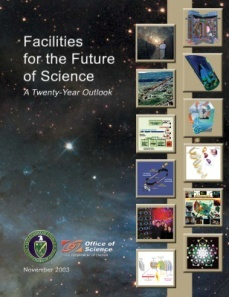 Facilities
for the Future
of Science
A Twenty-Year Outlook
Office of
Science
November 2003